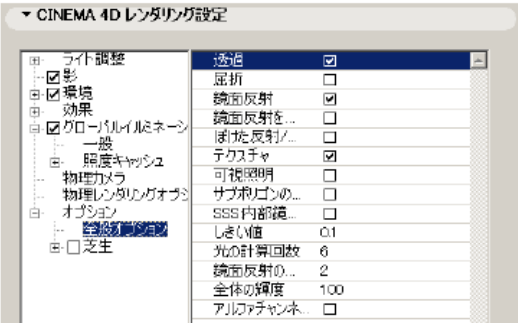 CINEMA 4D レンダリング設定
ライト調整
影
環境
効果
グローバルイルミネーシ
一般
照度キャッシュ
物理カメラ
物理レンダリングオプシ
オプション
全般オプション
芝生
透過
屈折
鏡面反射
鏡面反射を...
ぼけた反射/...
テクスチャ
可視照明
サブポリゴンの...
SSS 内部鏡...
しきい値 0.1
光の計算回数 6
鏡面反射の... 2
全体の輝度 100
アルファチャンネ...